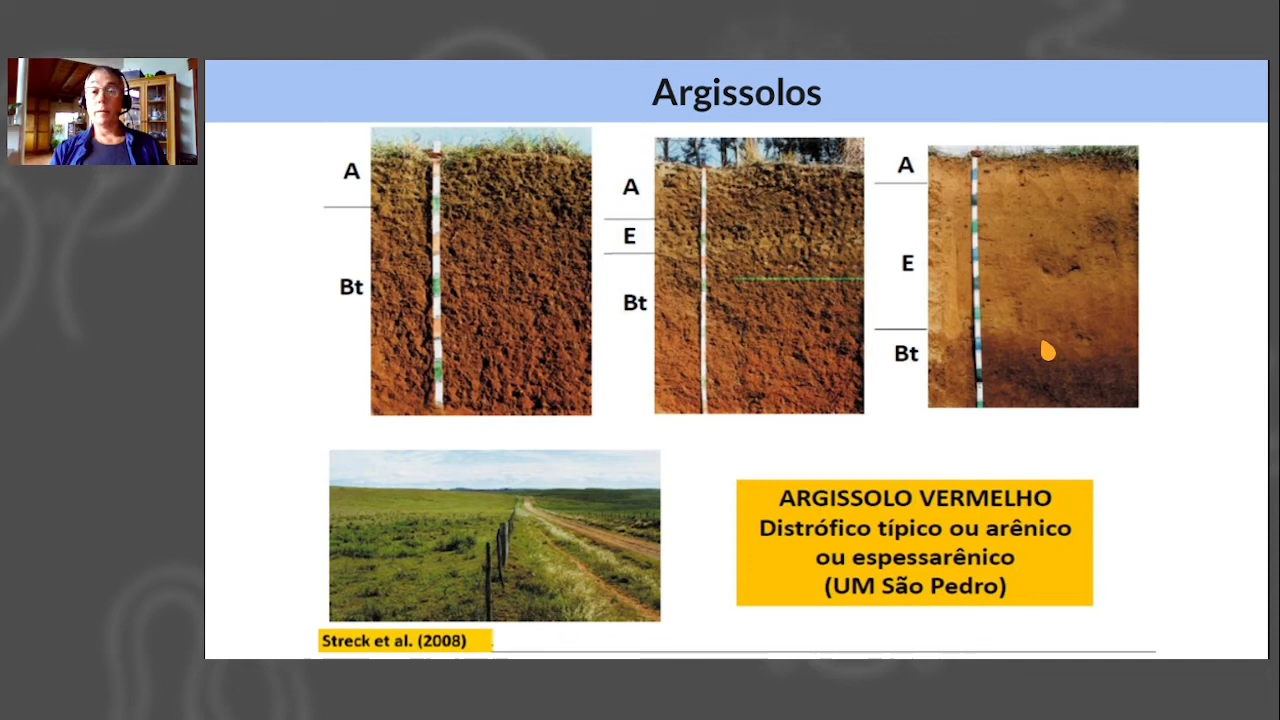 Argissolos
A
Bt
A
E
Bt
A
E
Bt
ARGISSOLO VERMELHO
Distrófico típico ou arênico
ou espessarênico
(UM São Pedro)
Streck et al. (2008)